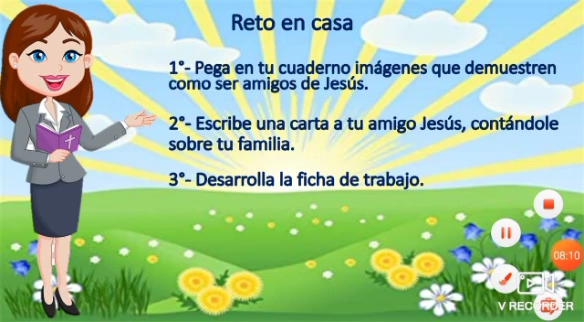 Reto en casa
1°- Pega en tu cuaderno imágenes que demuestren
como ser amigos de Jesús.
2°- Escribe una carta a tu amigo Jesús, contándole
sobre tu familia.
3°- Desarrolla la ficha de trabajo.
08:10
V RECORDER